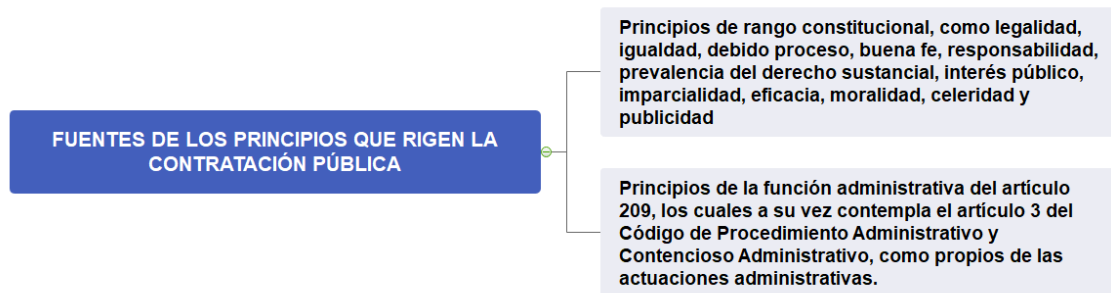 FUENTES DE LOS PRINCIPIOS QUE RIGEN LA
CONTRATACIÓN PÚBLICA
Principios de rango constitucional, como legalidad,
igualdad, debido proceso, buena fe, responsabilidad,
prevalencia del derecho sustancial, interés público,
imparcialidad, eficacia, moralidad, celeridad y
publicidad
Principios de la función administrativa del artículo
209, los cuales a su vez contempla el artículo 3 del
Código de Procedimiento Administrativo y
Contencioso Administrativo, como propios de las
actuaciones administrativas.